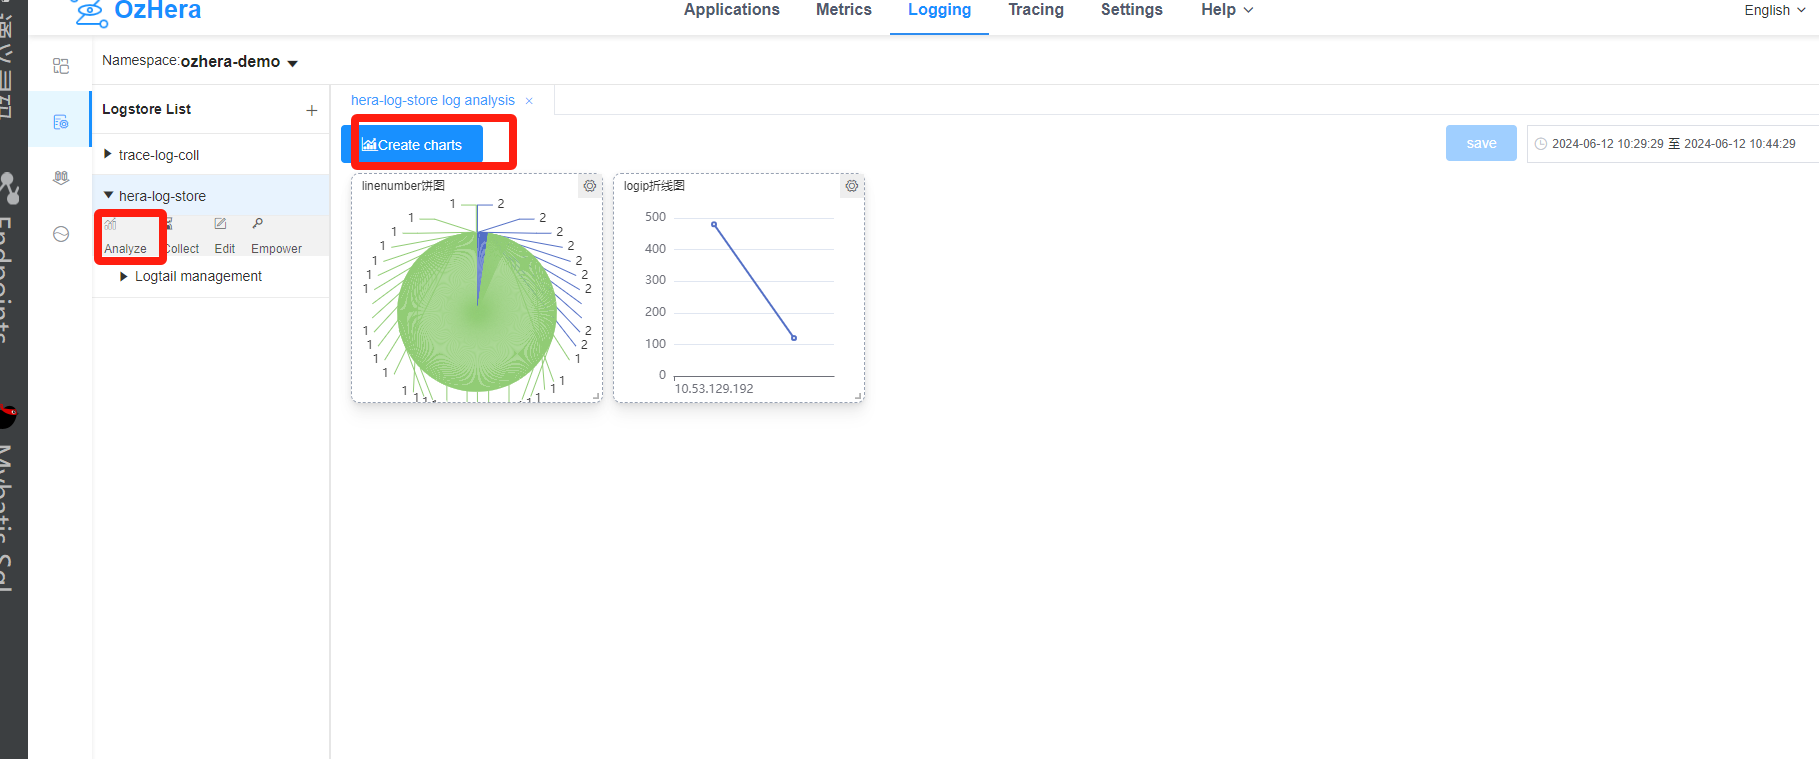 OzHera
Applications Metrics Logging Tracing Settings Help English
Namespace:ozhera-demo
Logstore List +
trace-log-coll
hera-log-store
Analyze Collect Edit Empower
Logtail management
hera-log-store log analysis ×
Create charts
save
2024-06-12 10:29:29 至 2024-06-12 10:44:29
linenumber饼图
1 2
1 2
1 2
1 2
1 2
1 2
1 2
1 2
1 2
1 1
1 1
1 1
1 1
logip折线图
500
400
300
200
100
0
10.53.129.192
Endpoints
Mybatis Sql